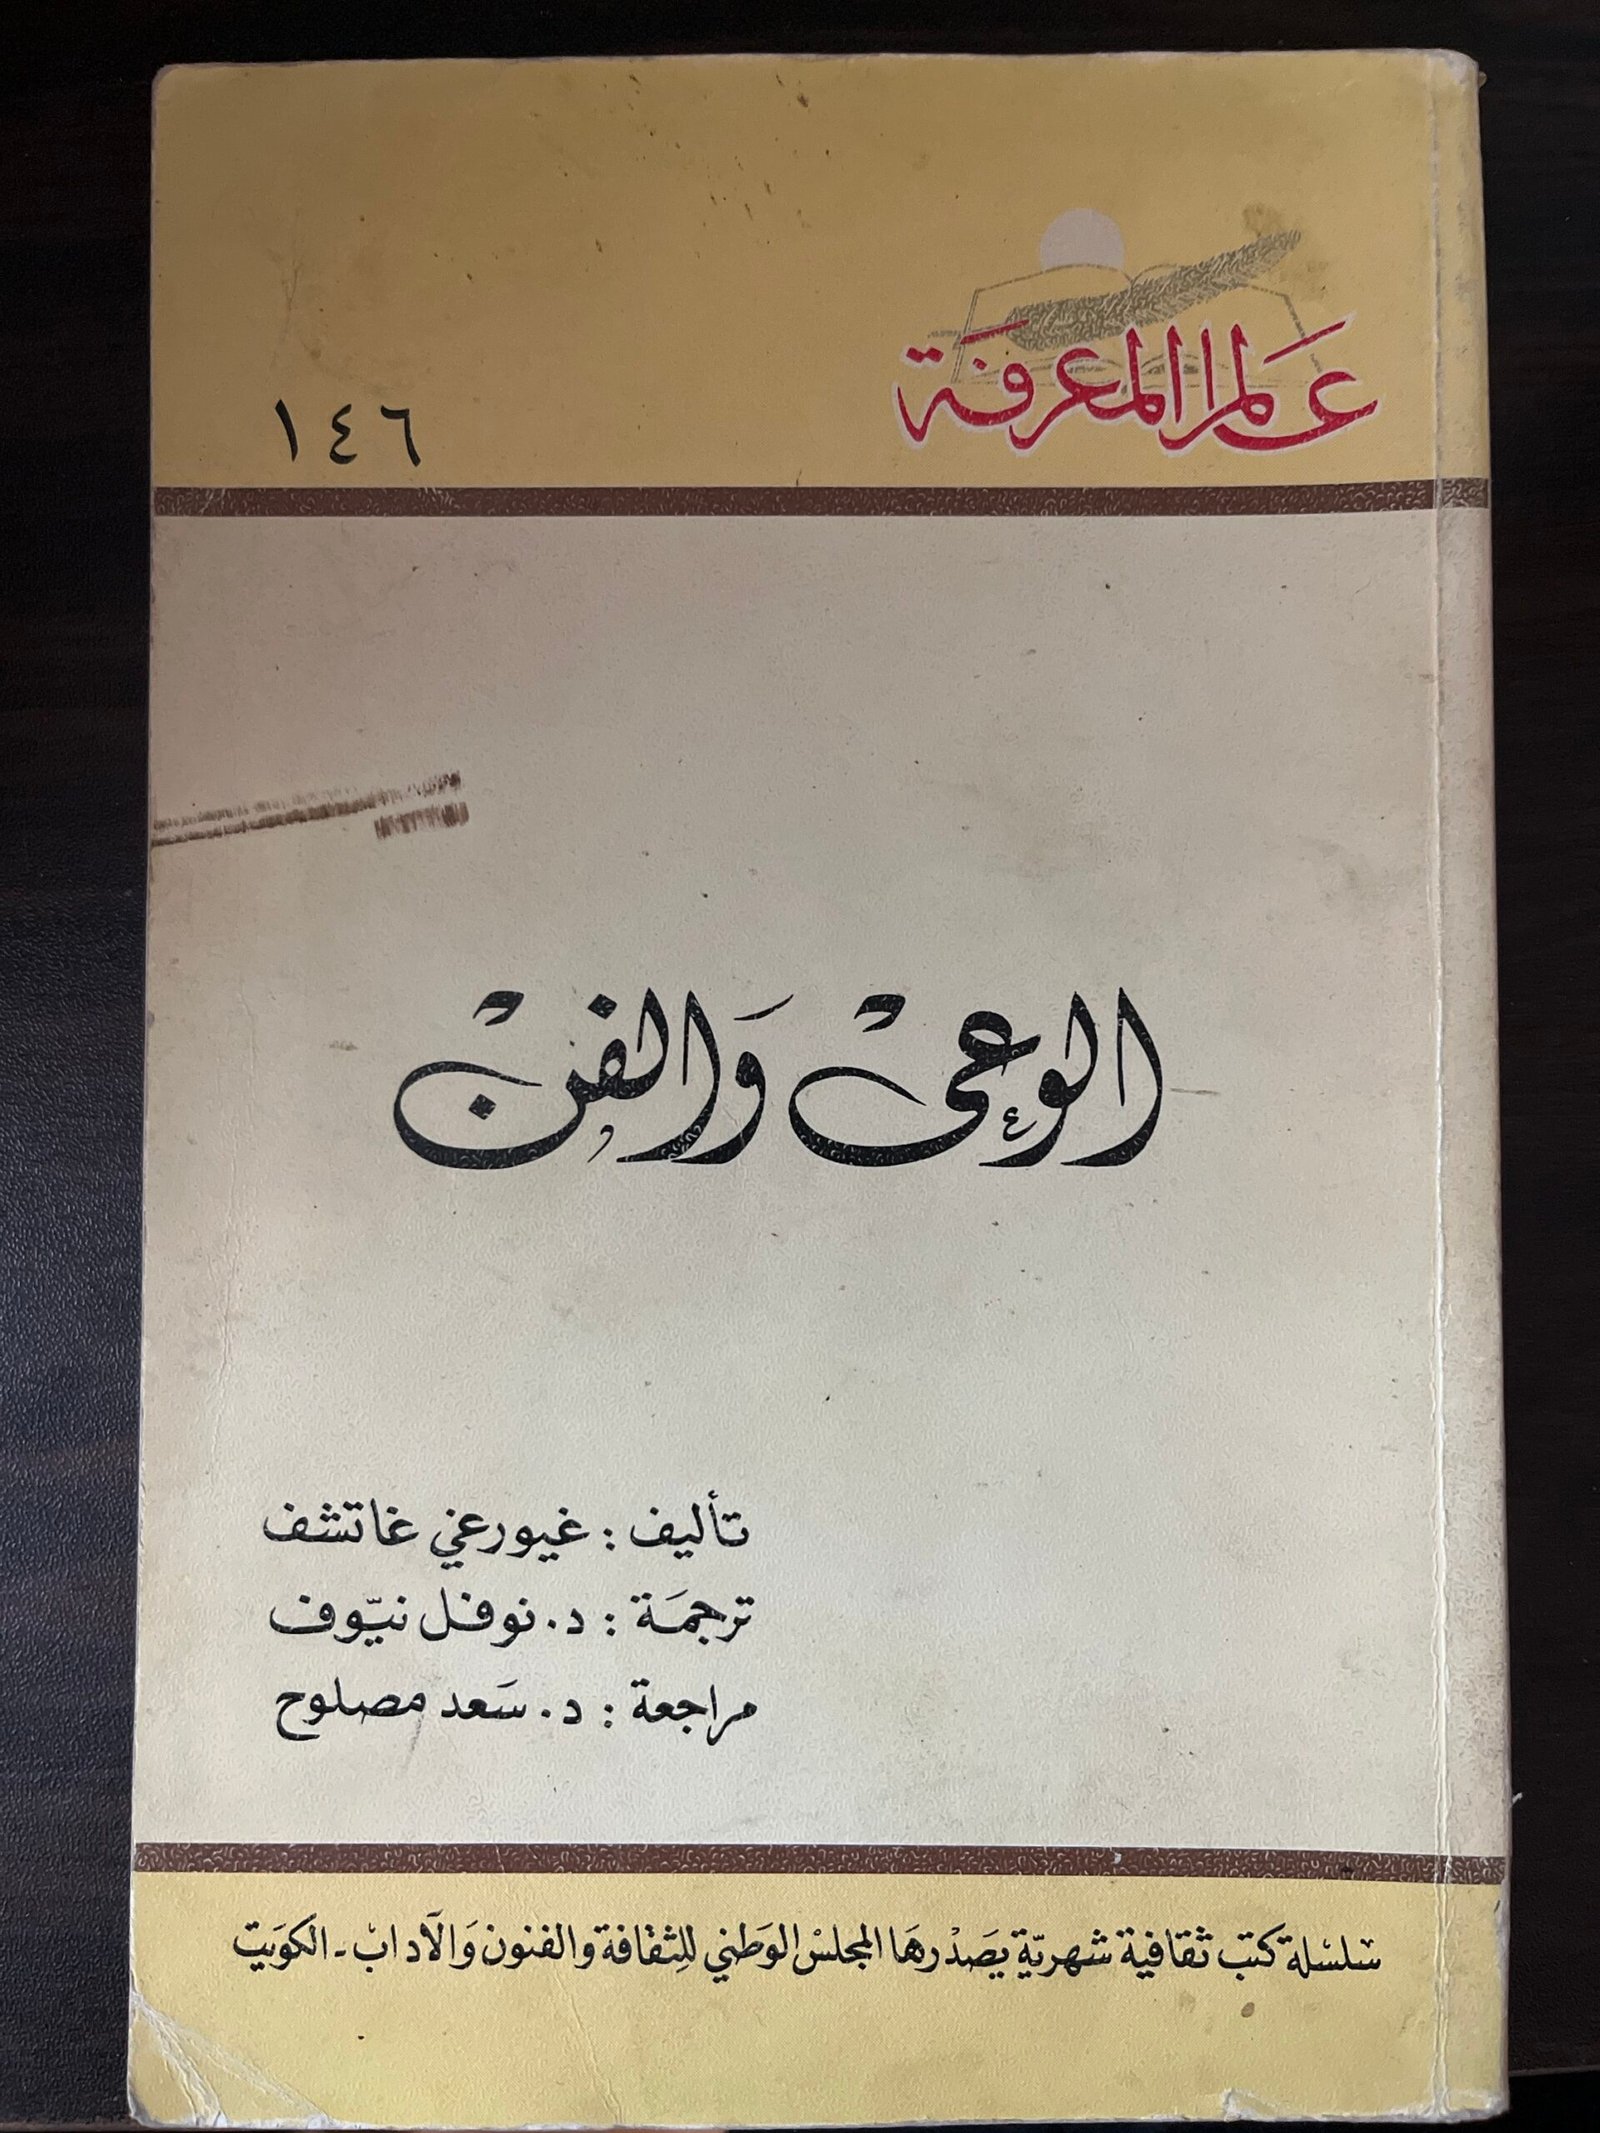 عالم المعرفة
١٤٦
الوعي والفن
تأليف : غيورغي غاتشف
ترجمة : د. نوفل نيّوف
مراجعة : د. سعد مصلوح
سلسلة كتب ثقافية شهرية يصدرها المجلس الوطني للثقافة والفنون والآداب - الكويت